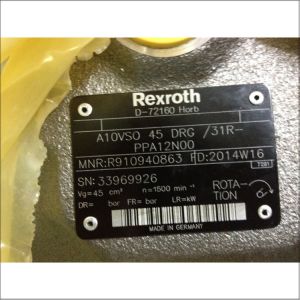 Rexroth
D-72160 Horb
A10VSO 45 DRG /31R-
PPA12N00
MNR:R910940863 FD:2014W16
7201
SN:33969926
Vg=45 cm³ n=1500 min⁻¹
ROTA-
TION
DR= bar FR= bar LR=kW
MADE IN GERMANY